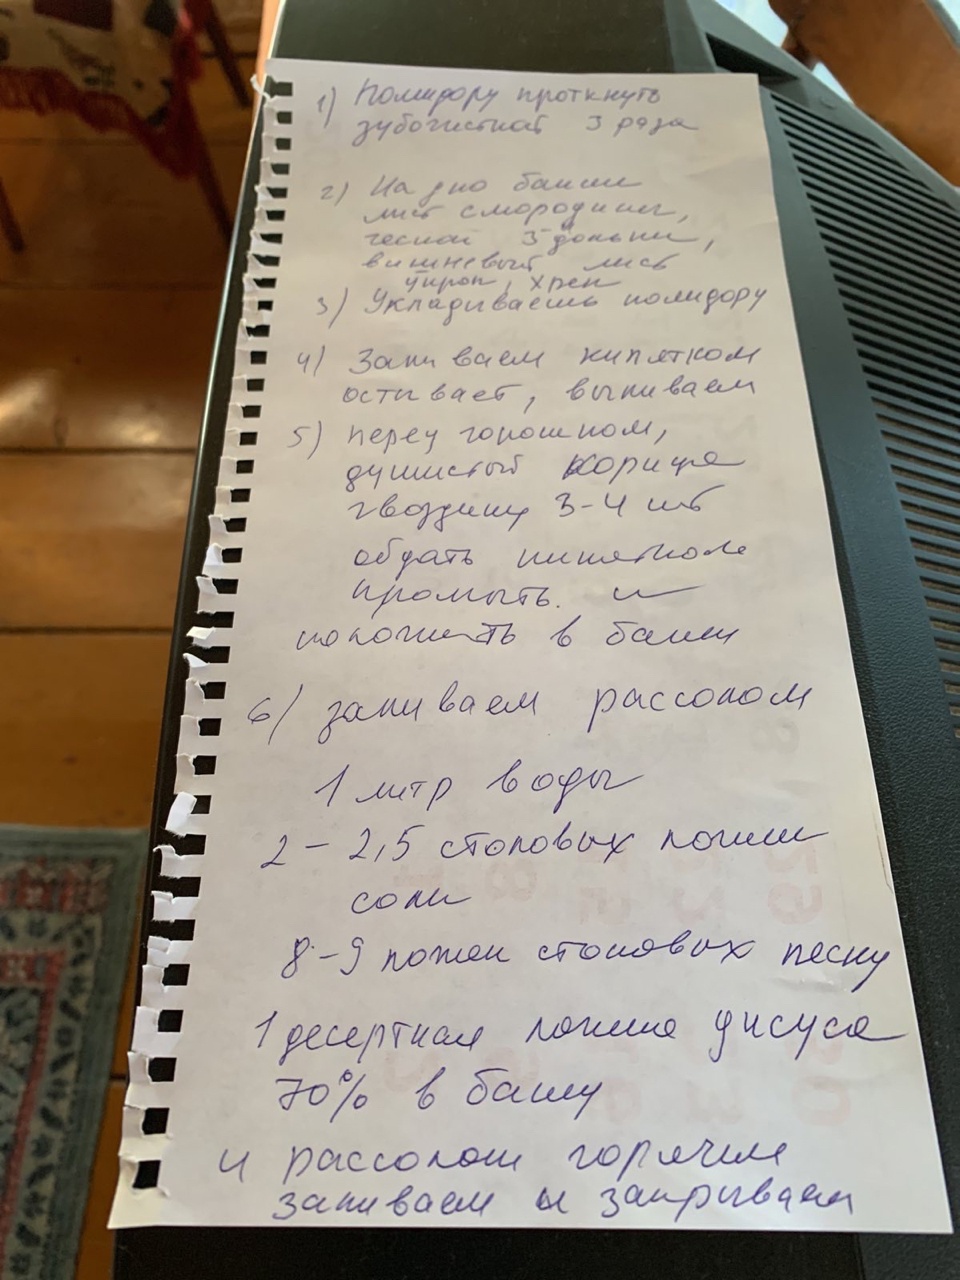 1) Помидору проткнуть
зубочисткой 3 раза
2) На дно банки
лист смородины,
чеснок 3 дольки,
вишневый лист
укроп, хрен
3) Укладываешь помидору
4) Заливаем кипятком
остывает, выливаем
5) перец горошком,
душистый корица
гвоздику 3-4 шт
обдать кипятком
промыть. и
положить в банки
6) заливаем рассолом
1 литр воды
2 - 2,5 столовых ложки
соли
8-9 ложек столовых песку
1 десертная ложка уксуса
70% в банку
и рассолом горячим
заливаем и закрываем